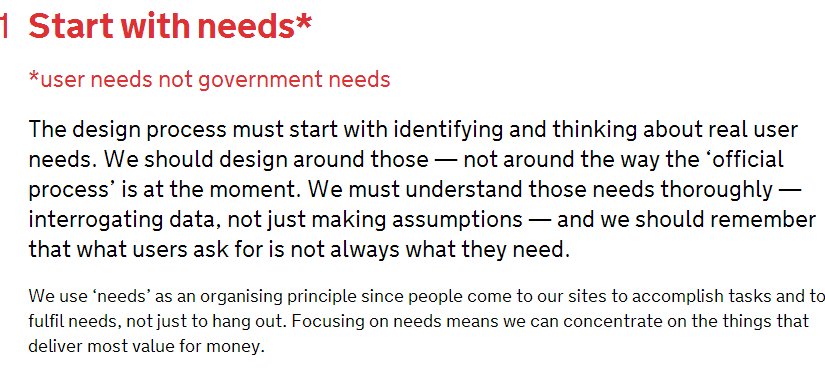 1 Start with needs*
*user needs not government needs
The design process must start with identifying and thinking about real user
needs. We should design around those — not around the way the ‘official
process’ is at the moment. We must understand those needs thoroughly —
interrogating data, not just making assumptions — and we should remember
that what users ask for is not always what they need.
We use ‘needs’ as an organising principle since people come to our sites to accomplish tasks and to
fulfil needs, not just to hang out. Focusing on needs means we can concentrate on the things that
deliver most value for money.